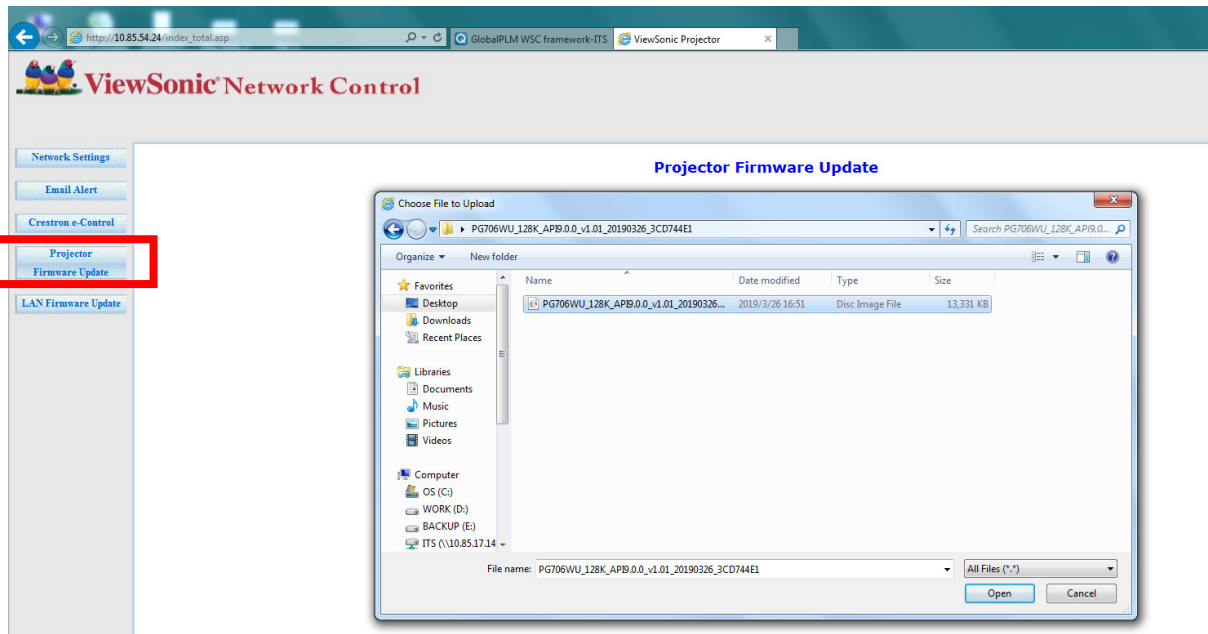 http://10.85.54.24/index_total.asp
GlobalPLM WSC framework-ITS
ViewSonic Projector
ViewSonic® Network Control
Network Settings
Email Alert
Crestron e-Control
Projector
Firmware Update
LAN Firmware Update
Projector Firmware Update
Choose File to Upload
PG706WU_128K_API9.0.0_v1.01_20190326_3CD744E1
Search PG706WU_128K_API9.0...
Organize
New folder
Name Date modified Type Size
PG706WU_128K_API9.0.0_v1.01_20190326... 2019/3/26 16:51 Disc Image File 13,331 KB
Favorites
Desktop
Downloads
Recent Places
Libraries
Documents
Music
Pictures
Videos
Computer
OS (C:)
WORK (D:)
BACKUP (E:)
ITS (\\10.85.17.14
File name: PG706WU_128K_API9.0.0_v1.01_20190326_3CD744E1
All Files (*.*)
Open Cancel